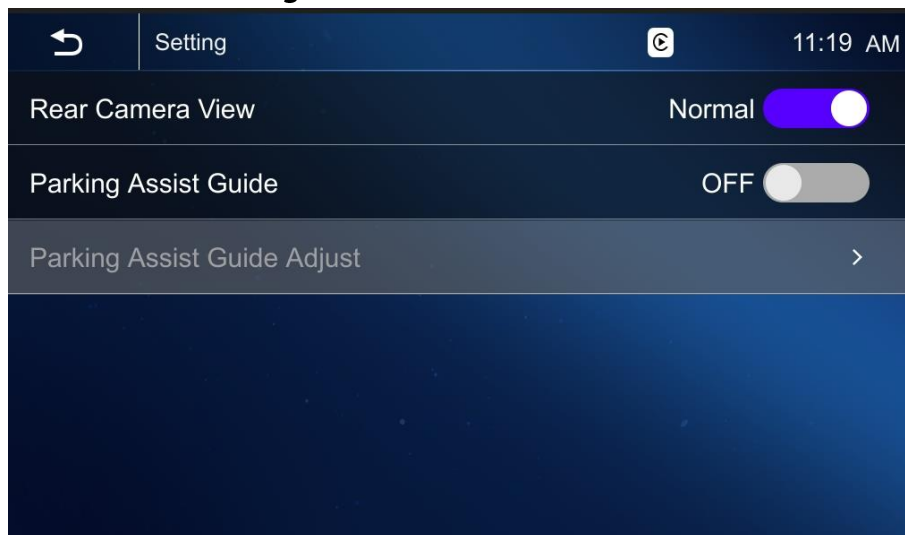 Setting
11:19 AM
Rear Camera View
Normal
Parking Assist Guide
OFF
Parking Assist Guide Adjust